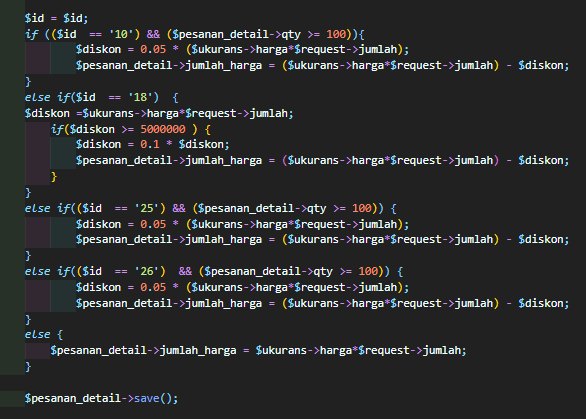 $id = $id;
if (($id  == '10') && ($pesanan_detail->qty >= 100)){
        $diskon = 0.05 * ($ukurans->harga*$request->jumlah);
        $pesanan_detail->jumlah_harga = ($ukurans->harga*$request->jumlah) - $diskon;
}
else if($id  == '18')  {
$diskon =$ukurans->harga*$request->jumlah;
    if($diskon >= 5000000 ) {
        $diskon = 0.1 * $diskon;
        $pesanan_detail->jumlah_harga = ($ukurans->harga*$request->jumlah) - $diskon;
    }
}
else if(($id  == '25') && ($pesanan_detail->qty >= 100)) {
        $diskon = 0.05 * ($ukurans->harga*$request->jumlah);
        $pesanan_detail->jumlah_harga = ($ukurans->harga*$request->jumlah) - $diskon;
}
else if(($id  == '26')  && ($pesanan_detail->qty >= 100)) {
        $diskon = 0.05 * ($ukurans->harga*$request->jumlah);
        $pesanan_detail->jumlah_harga = ($ukurans->harga*$request->jumlah) - $diskon;
}
else {
    $pesanan_detail->jumlah_harga = $ukurans->harga*$request->jumlah;
}
$pesanan_detail->save();